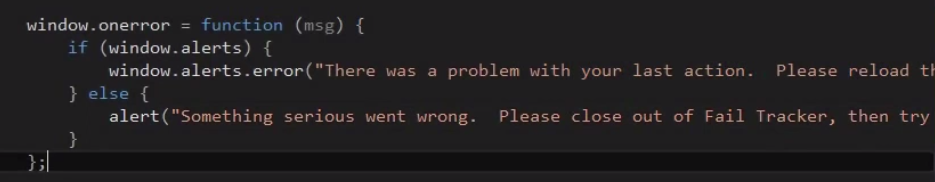 window.onerror = function (msg) {
if (window.alerts) {
window.alerts.error("There was a problem with your last action.  Please reload th
} else {
alert("Something serious went wrong.  Please close out of Fail Tracker, then try
}
};